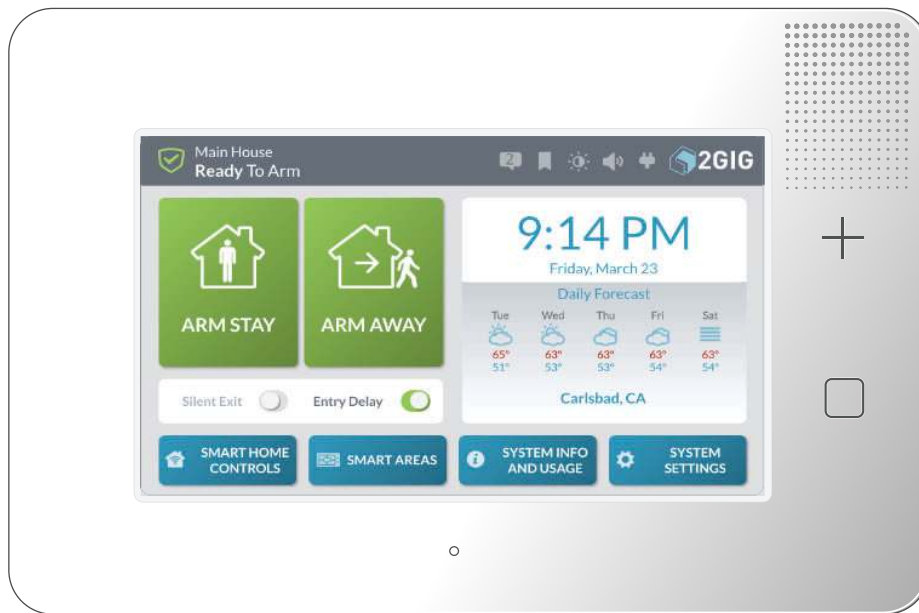 Main House
Ready To Arm
2
2GIG
ARM STAY
ARM AWAY
Silent Exit
Entry Delay
9:14 PM
Friday, March 23
Daily Forecast
Tue Wed Thu Fri Sat
65° 63° 63° 63° 63°
51° 53° 53° 54° 54°
Carlsbad, CA
SMART HOME
CONTROLS
SMART AREAS
SYSTEM INFO
AND USAGE
SYSTEM
SETTINGS